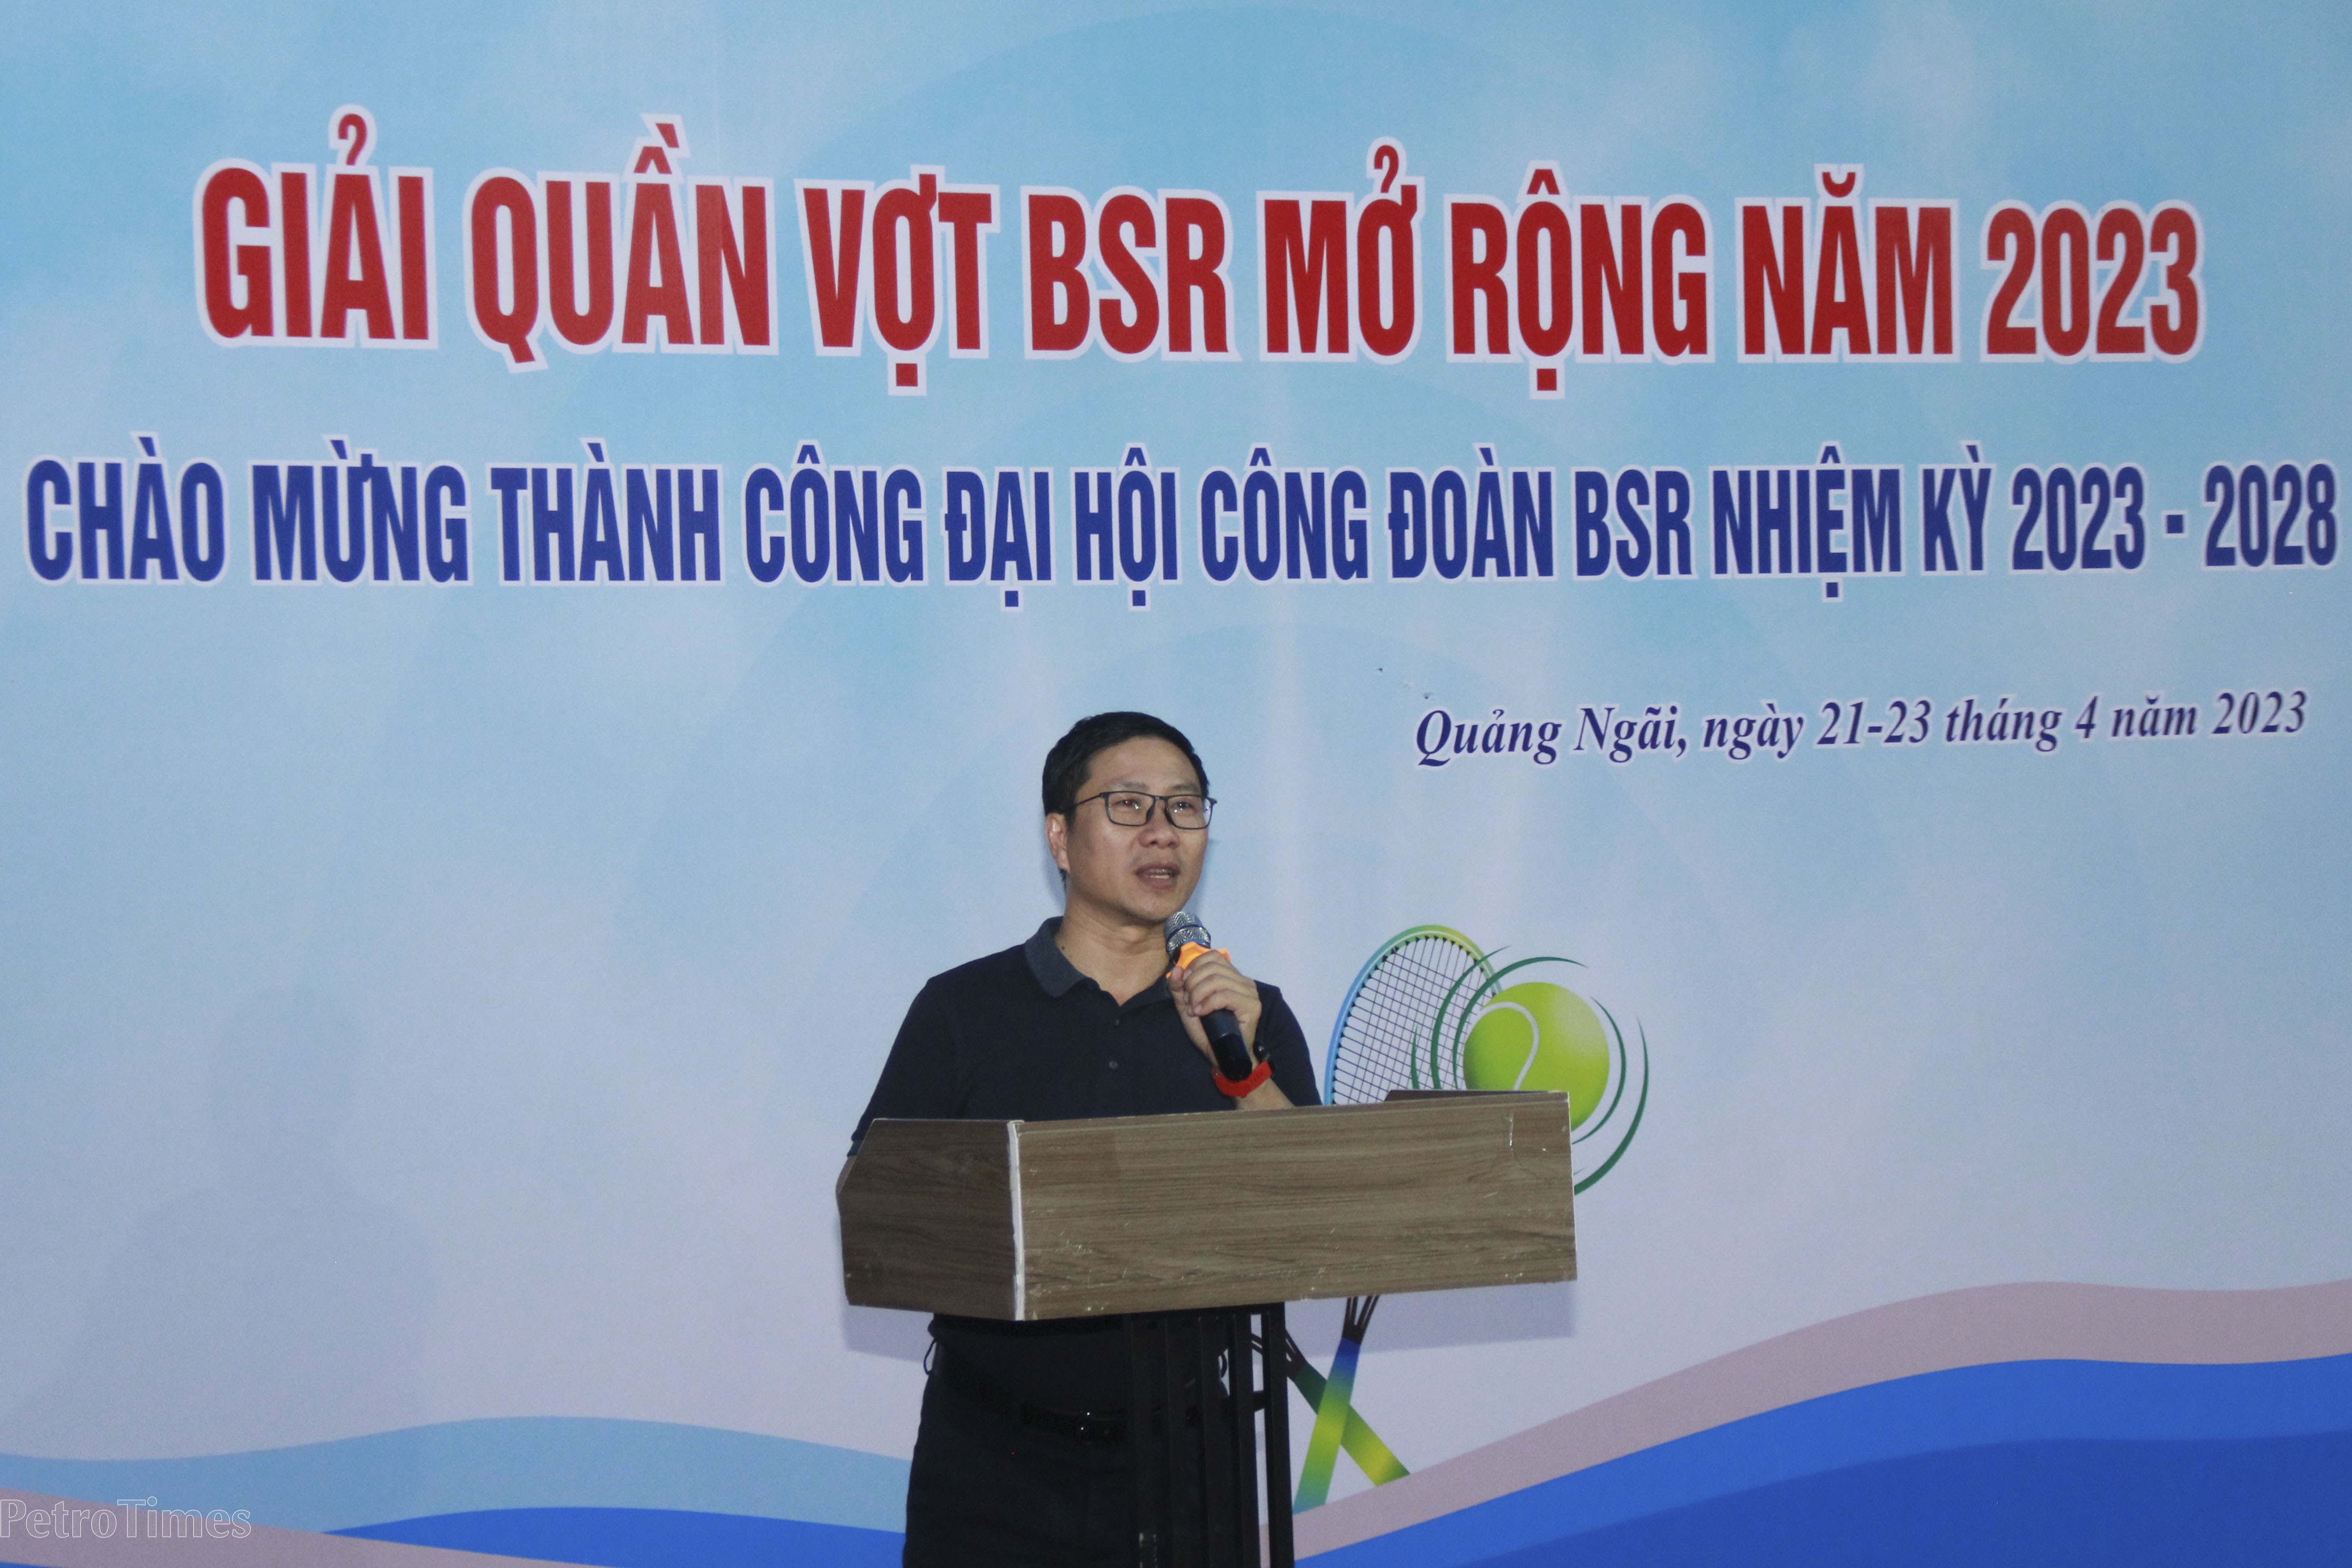 GIẢI QUẦN VỢT BSR MỞ RỘNG NĂM 2023
CHÀO MỪNG THÀNH CÔNG ĐẠI HỘI CÔNG ĐOÀN BSR NHIỆM KỲ 2023 - 2028
Quảng Ngãi, ngày 21-23 tháng 4 năm 2023
PetroTimes